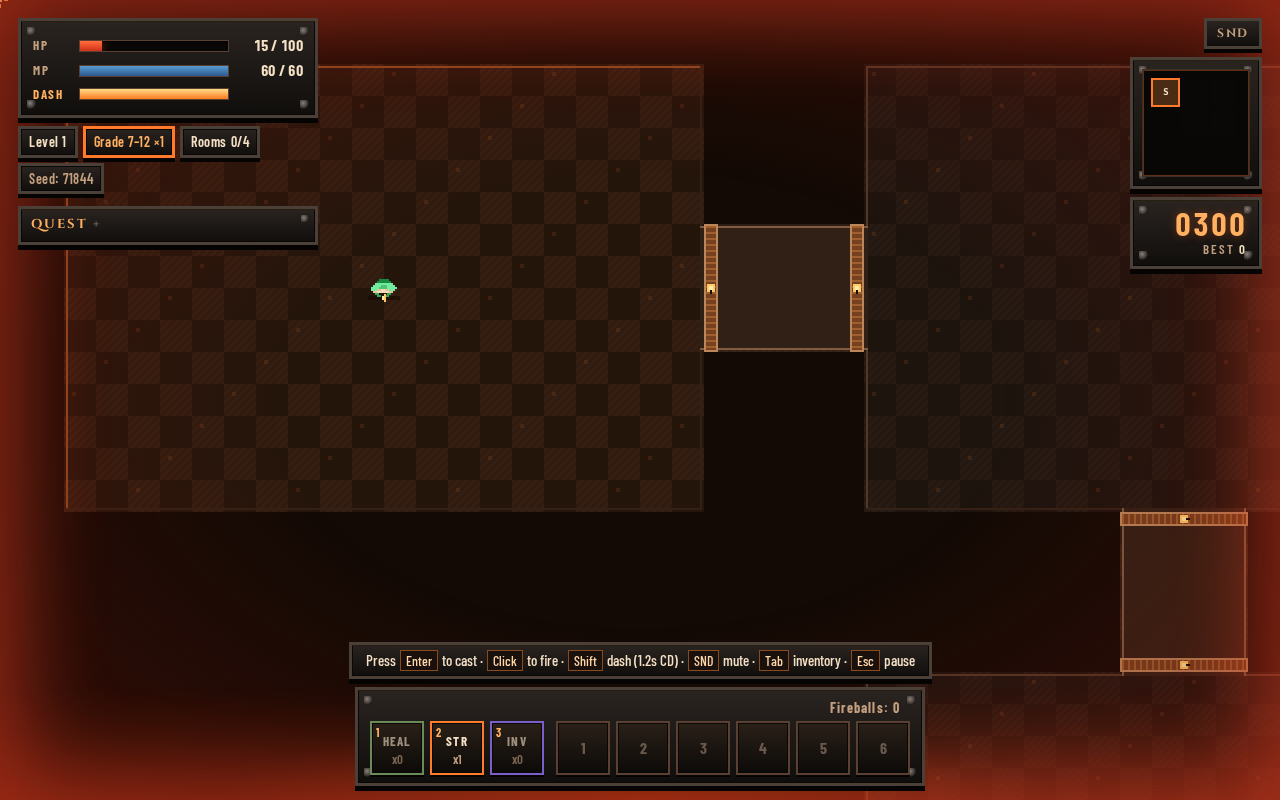 HP 15 / 100
MP 60 / 60
DASH
Level 1 Grade 7-12 ×1 Rooms 0/4
Seed: 71844
QUEST +
SND
S
0300
BEST 0
Press Enter to cast · Click to fire · Shift dash (1.2s CD) · SND mute · Tab inventory · Esc pause
Fireballs: 0
1 HEAL x0
2 STR x1
3 INV x0
1 2 3 4 5 6